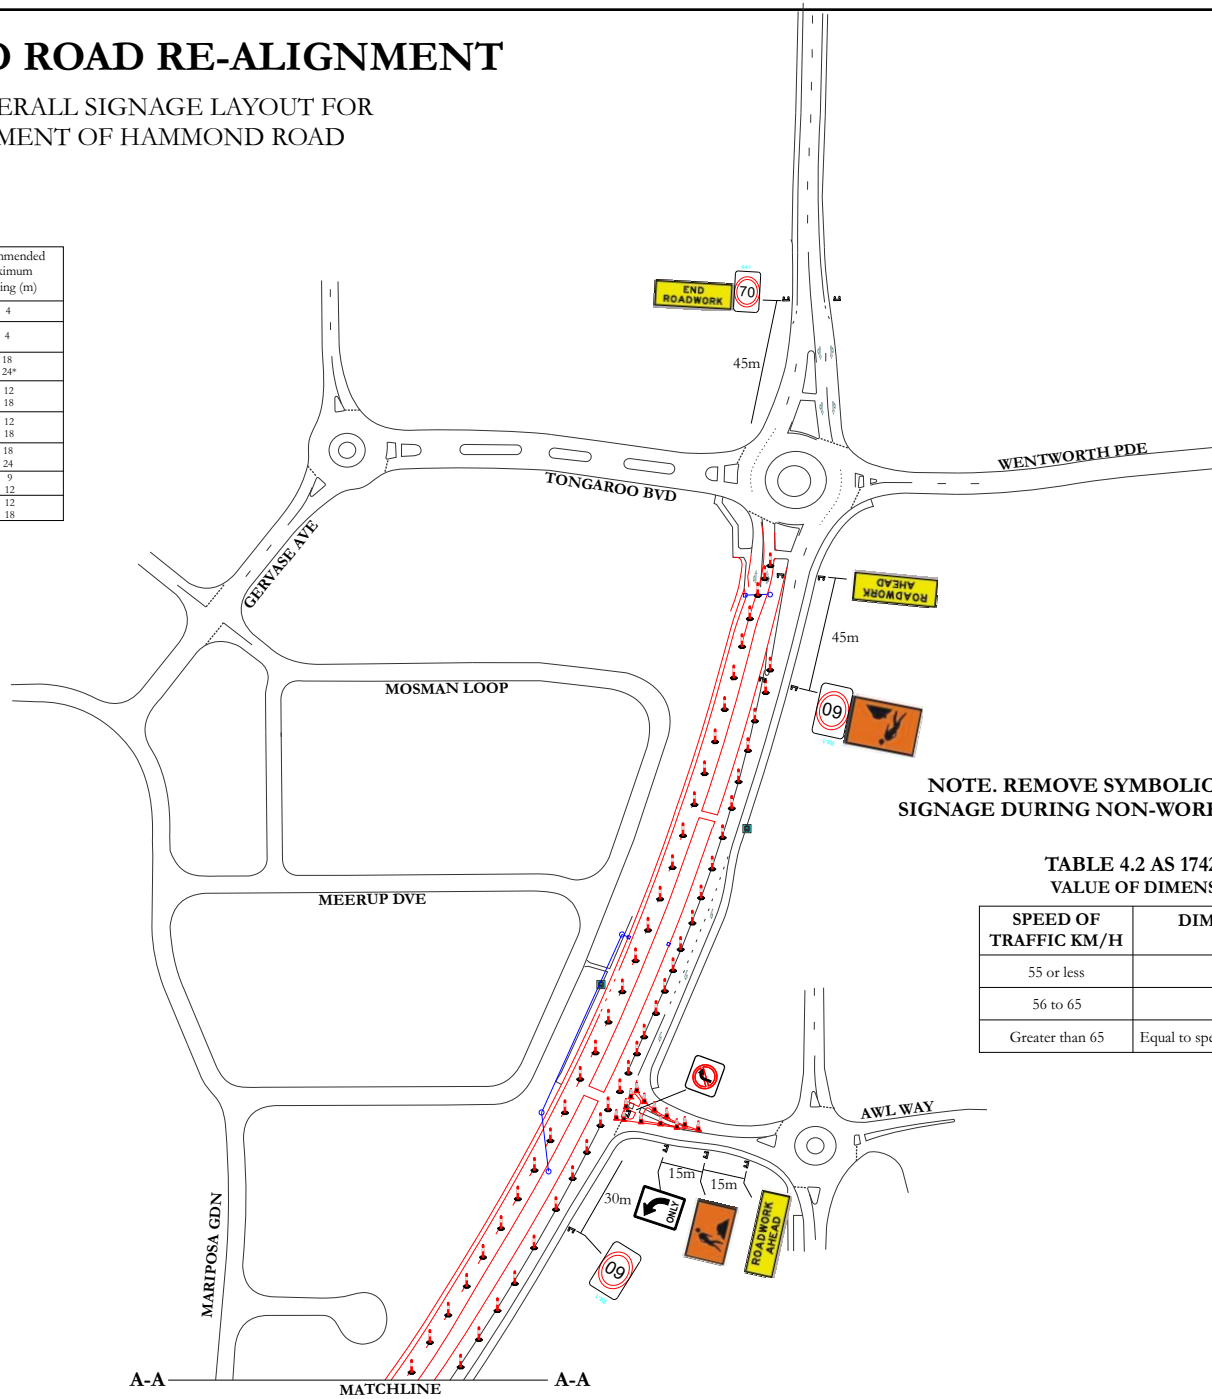 D ROAD RE-ALIGNMENT
ERALL SIGNAGE LAYOUT FOR
MENT OF HAMMOND ROAD
nmended
ximum
ing (m)
4
4
18
24*
12
18
12
18
18
24
9
12
12
18
END
ROADWORK
70
45m
WENTWORTH PDE
TONGAROO BVD
GERVASE AVE
ROADWORK
AHEAD
45m
60
MOSMAN LOOP
NOTE. REMOVE SYMBOLIC
SIGNAGE DURING NON-WORK
TABLE 4.2 AS 1742
VALUE OF DIMENS
SPEED OF
TRAFFIC KM/H
DIM
55 or less
56 to 65
Greater than 65
Equal to spe
MEERUP DVE
AWL WAY
15m
15m
30m
ONLY
ROADWORK
AHEAD
60
MARIPOSA GDN
A-A
A-A
MATCHLINE